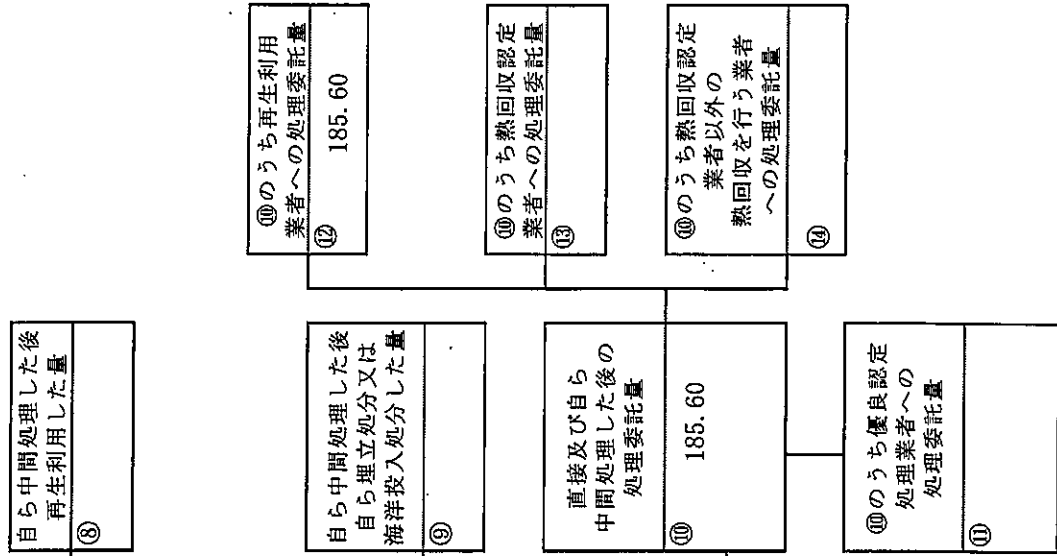 自ら中間処理した後
再生利用した量
⑧
自ら中間処理した後
自ら埋立処分又は
海洋投入処分した量
⑨
直接及び自ら
中間処理した後の
処理委託量
⑩
185.60
⑩のうち優良認定
処理業者への
処理委託量
⑪
⑩のうち再生利用
業者への処理委託量
⑫
185.60
⑩のうち熱回収認定
業者への処理委託量
⑬
⑩のうち熱回収認定
業者以外の
熱回収を行う業者
への処理委託量
⑭